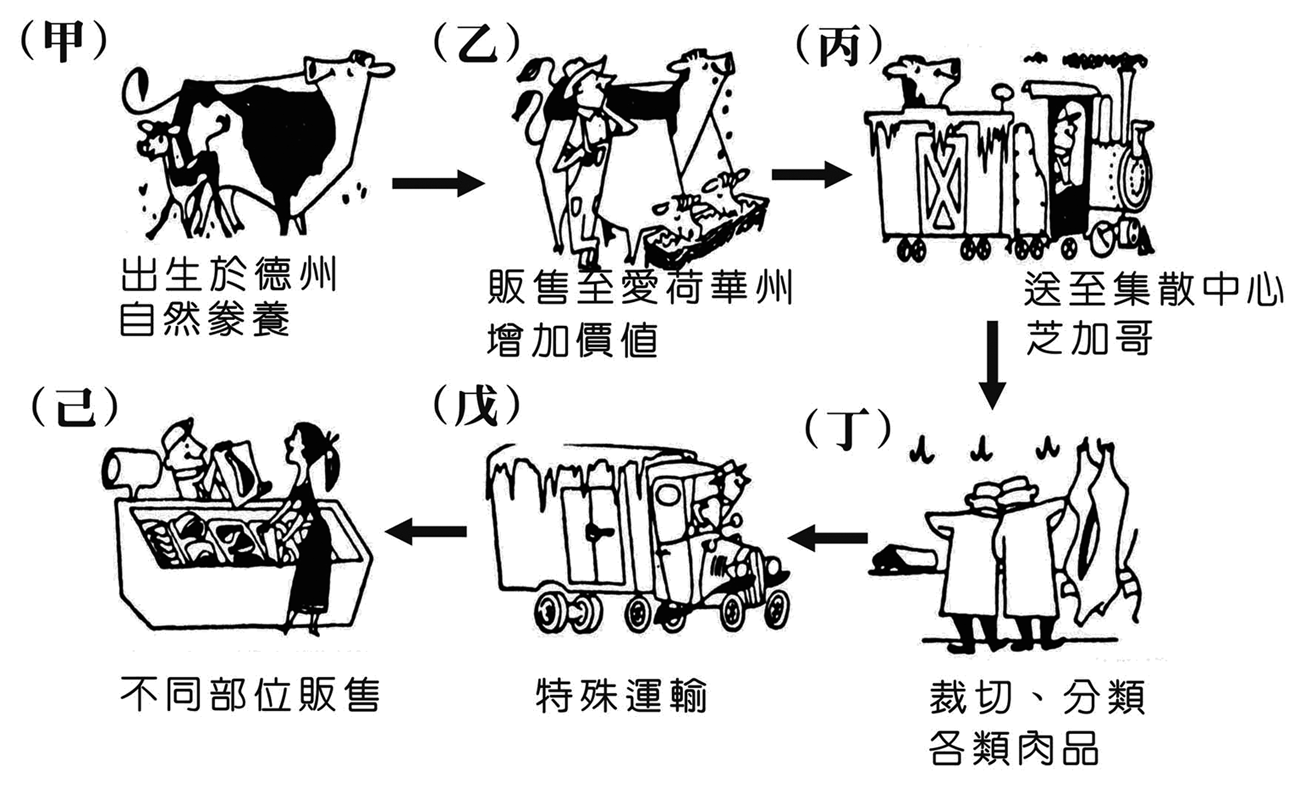 (甲)
出生於德州
自然豢養
(乙)
販售至愛荷華州
增加價值
(丙)
送至集散中心
芝加哥
(丁)
裁切、分類
各類肉品
(戊)
特殊運輸
(己)
不同部位販售